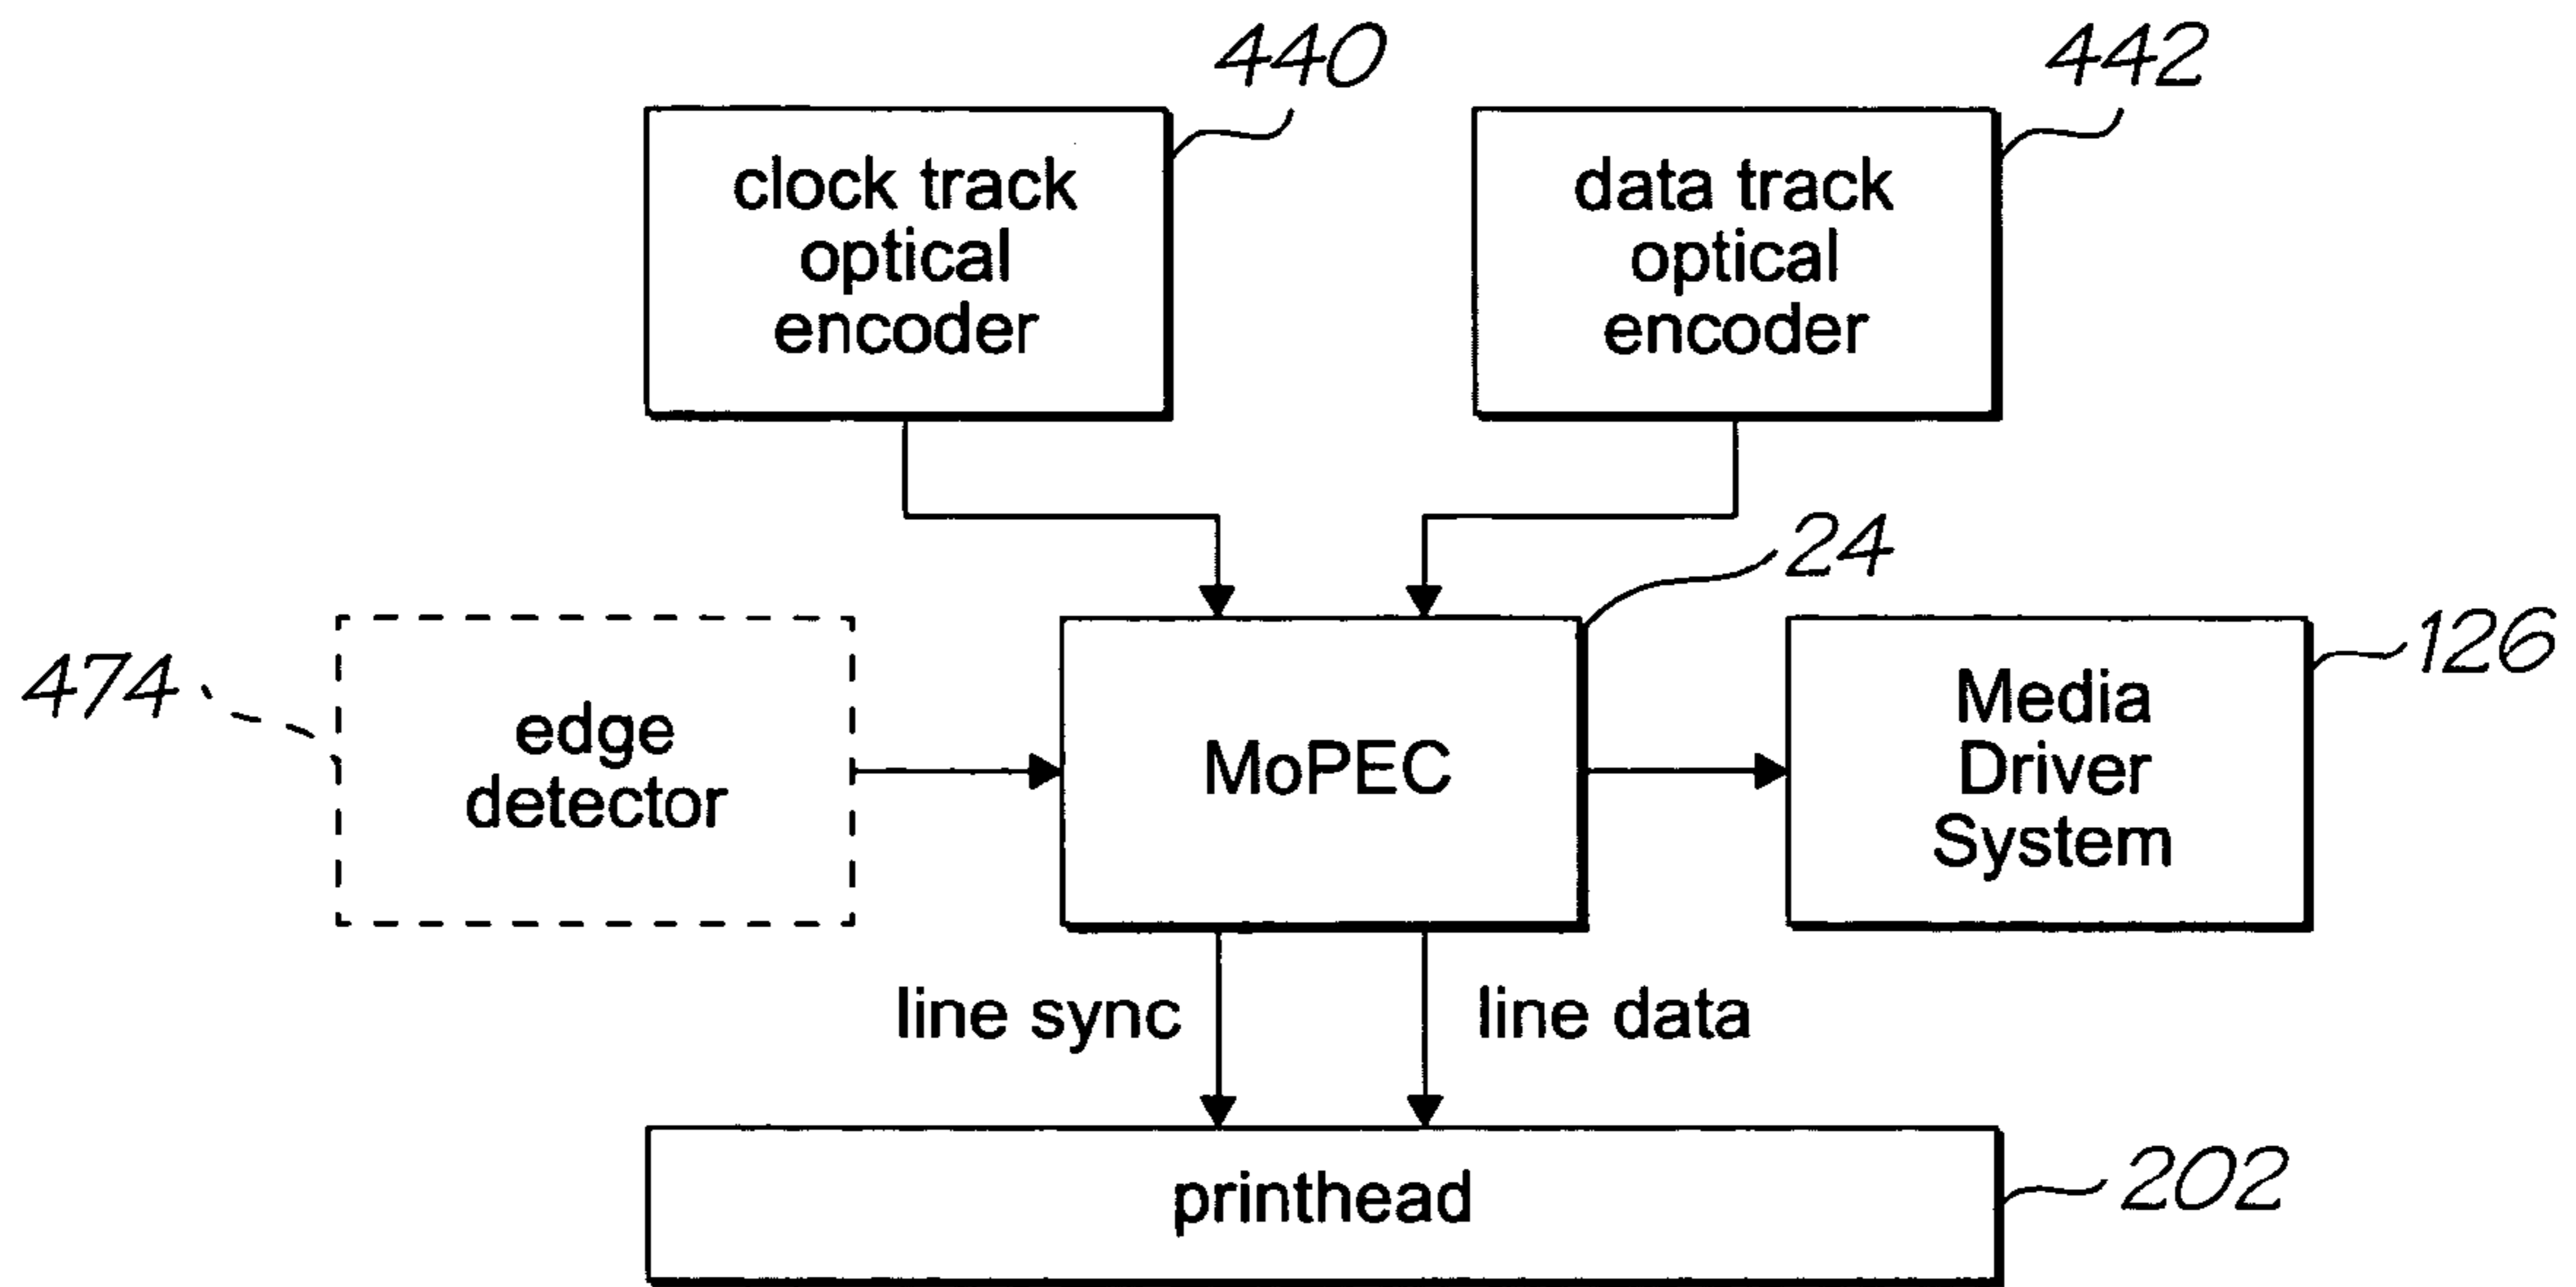 440
442
clock track
optical
encoder
data track
optical
encoder
24
474
edge
detector
MoPEC
Media
Driver
System
126
line sync
line data
printhead
202